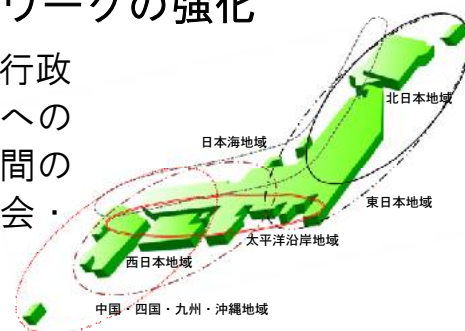 ワークの強化
行政
への
間の
会・
北日本地域
日本海地域
東日本地域
太平洋沿岸地域
西日本地域
中国・四国・九州・沖縄地域